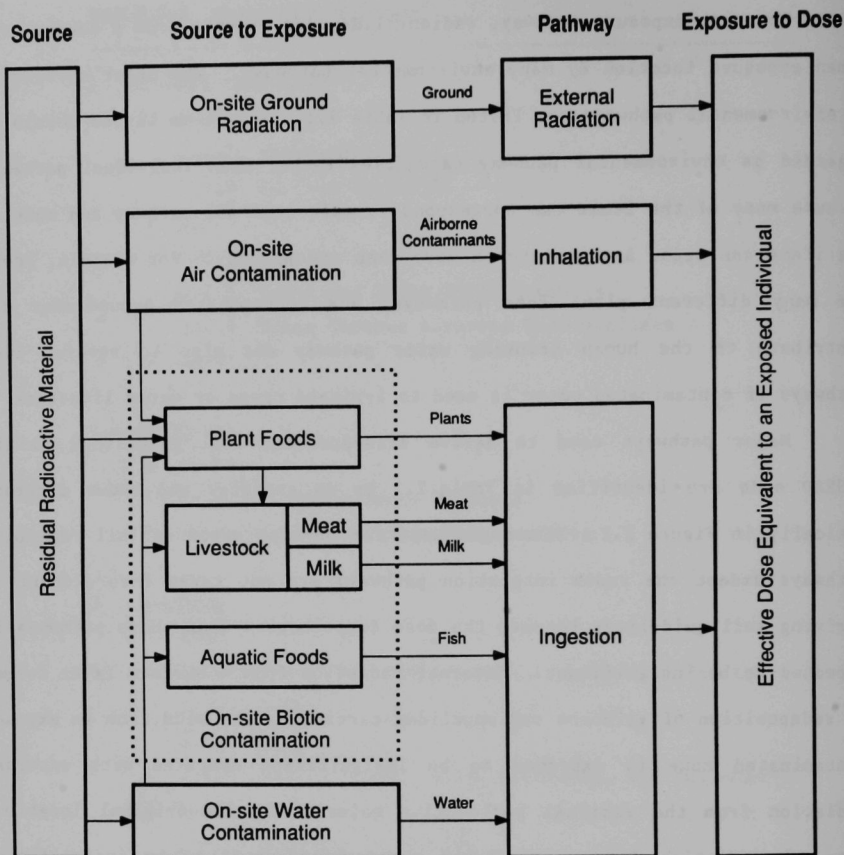 Source
Source to Exposure
Pathway
Exposure to Dose
Residual Radioactive Material
On-site Ground
Radiation
Ground
External
Radiation
On-site
Air Contamination
Airborne
Contaminants
Inhalation
Plant Foods
Plants
Livestock
Meat
Milk
Meat
Milk
Aquatic Foods
Fish
Ingestion
On-site Biotic
Contamination
On-site Water
Contamination
Water
Effective Dose Equivalent to an Exposed Individual